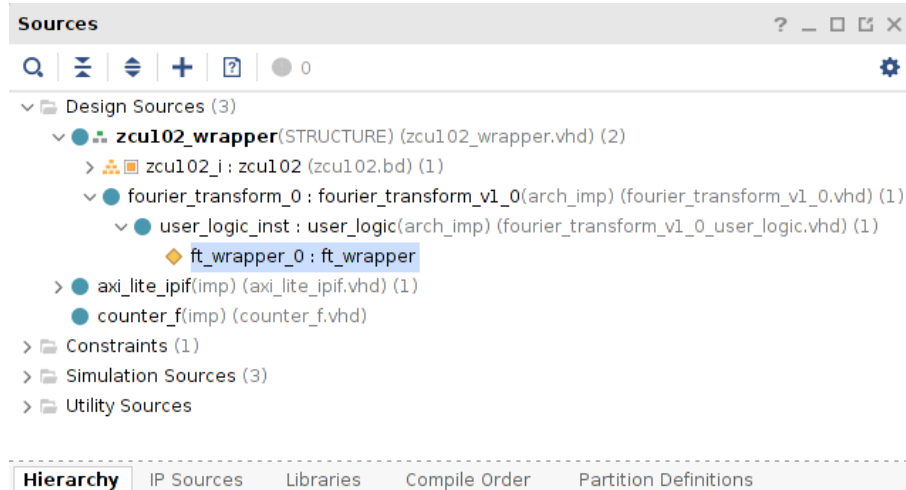 Sources
0
Design Sources (3)
zcu102_wrapper(STRUCTURE) (zcu102_wrapper.vhd) (2)
zcu102_i : zcu102 (zcu102.bd) (1)
fourier_transform_0 : fourier_transform_v1_0(arch_imp) (fourier_transform_v1_0.vhd) (1)
user_logic_inst : user_logic(arch_imp) (fourier_transform_v1_0_user_logic.vhd) (1)
ft_wrapper_0 : ft_wrapper
axi_lite_ipif(imp) (axi_lite_ipif.vhd) (1)
counter_f(imp) (counter_f.vhd)
Constraints (1)
Simulation Sources (3)
Utility Sources
Hierarchy IP Sources Libraries Compile Order Partition Definitions